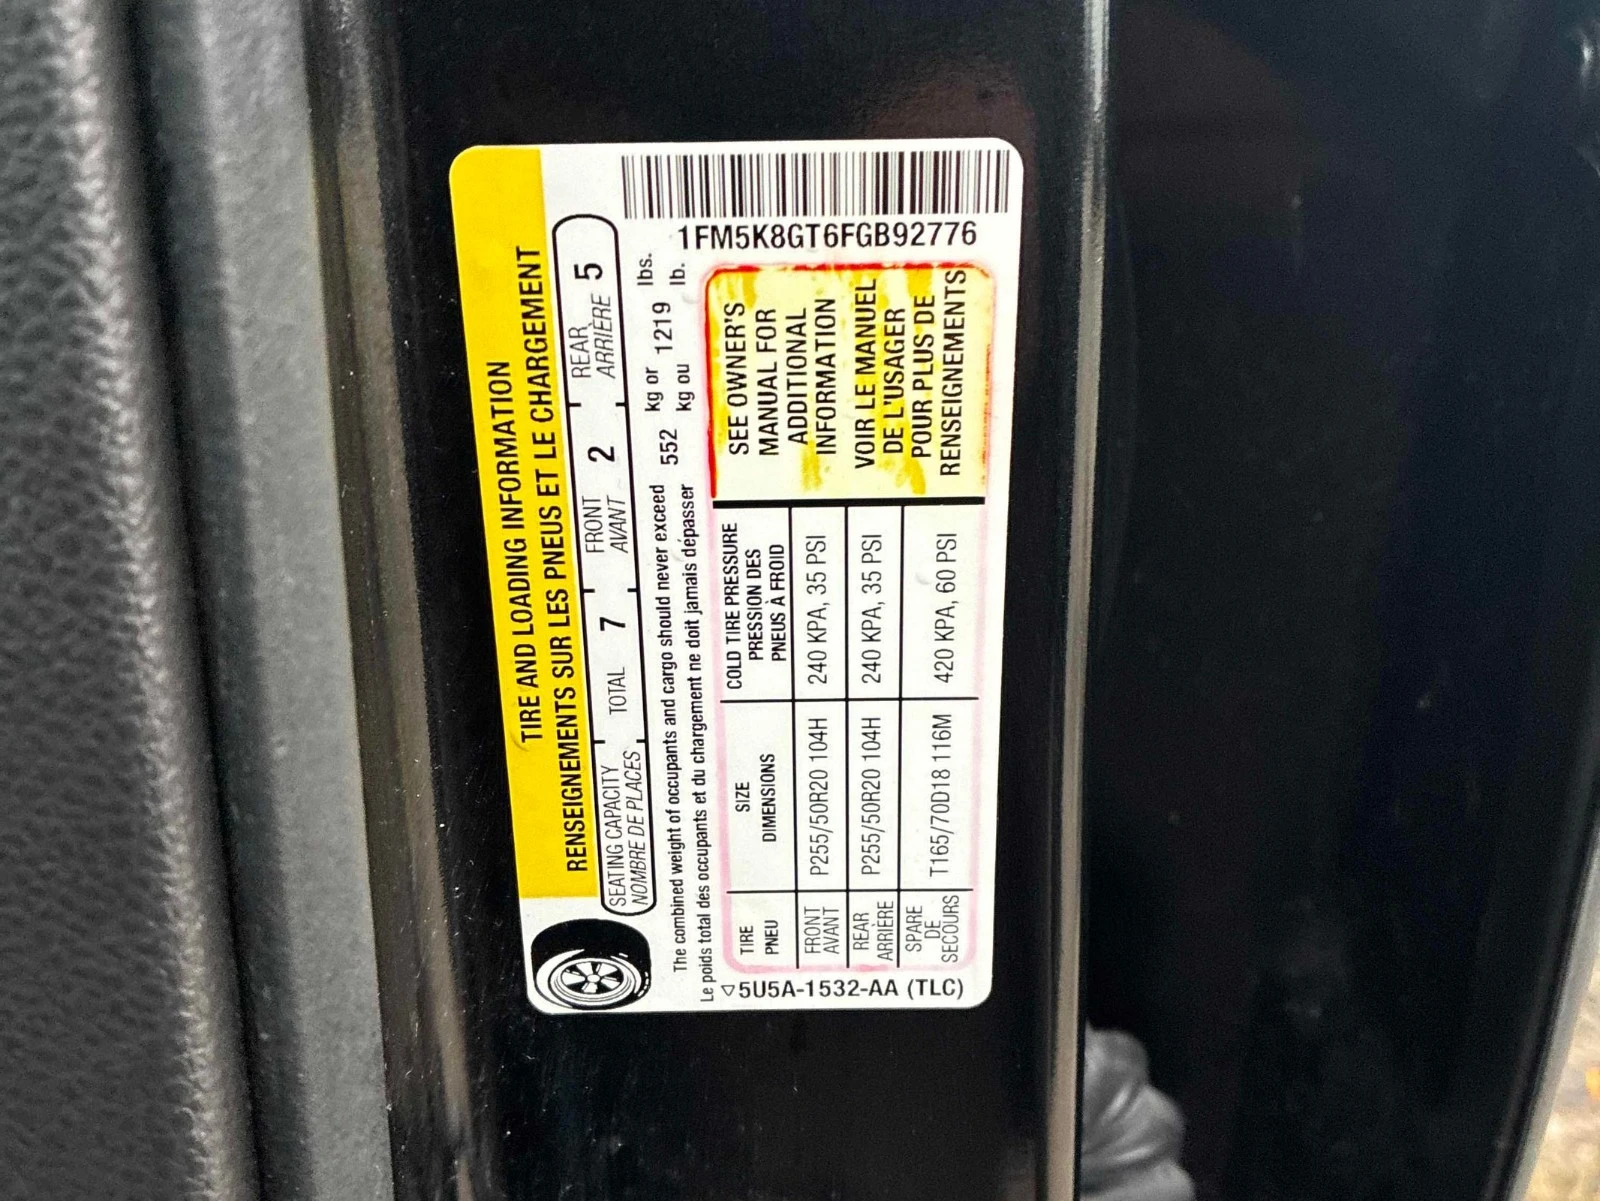 TIRE AND LOADING INFORMATION
RENSEIGNEMENTS SUR LES PNEUS ET LE CHARGEMENT
SEATING CAPACITY TOTAL 7 FRONT 2 REAR 5
NOMBRE DE PLACES AVANT ARRIÈRE
The combined weight of occupants and cargo should never exceed 552 kg or 1219 lbs.
Le poids total des occupants et du chargement ne doit jamais dépasser kg ou lb.
1FM5K8GT6FGB92776
TIRE SIZE COLD TIRE PRESSURE
PNEU DIMENSIONS PRESSION DES
PNEUS À FROID
FRONT P255/50R20 104H 240 KPA, 35 PSI
AVANT
REAR P255/50R20 104H 240 KPA, 35 PSI
ARRIÈRE
SPARE T165/70D18 116M 420 KPA, 60 PSI
DE
SECOURS
SEE OWNER'S
MANUAL FOR
ADDITIONAL
INFORMATION
VOIR LE MANUEL
DE L'USAGER
POUR PLUS DE
RENSEIGNEMENTS
5U5A-1532-AA (TLC)